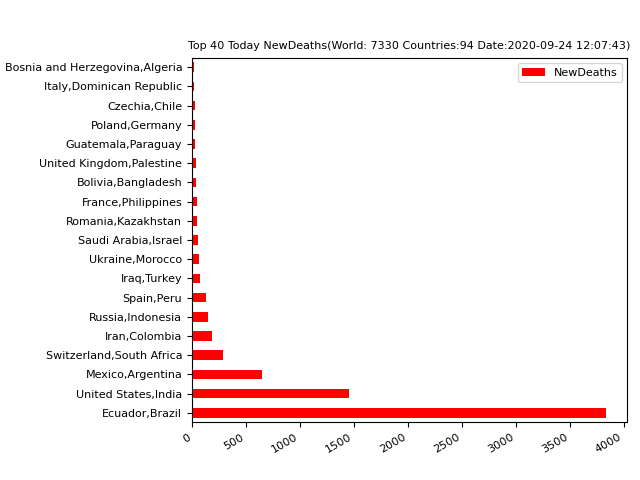 Top 40 Today NewDeaths(World: 7330 Countries:94 Date:2020-09-24 12:07:43)
NewDeaths
Bosnia and Herzegovina,Algeria
Italy,Dominican Republic
Czechia,Chile
Poland,Germany
Guatemala,Paraguay
United Kingdom,Palestine
Bolivia,Bangladesh
France,Philippines
Romania,Kazakhstan
Saudi Arabia,Israel
Ukraine,Morocco
Iraq,Turkey
Spain,Peru
Russia,Indonesia
Iran,Colombia
Switzerland,South Africa
Mexico,Argentina
United States,India
Ecuador,Brazil
0 500 1000 1500 2000 2500 3000 3500 4000